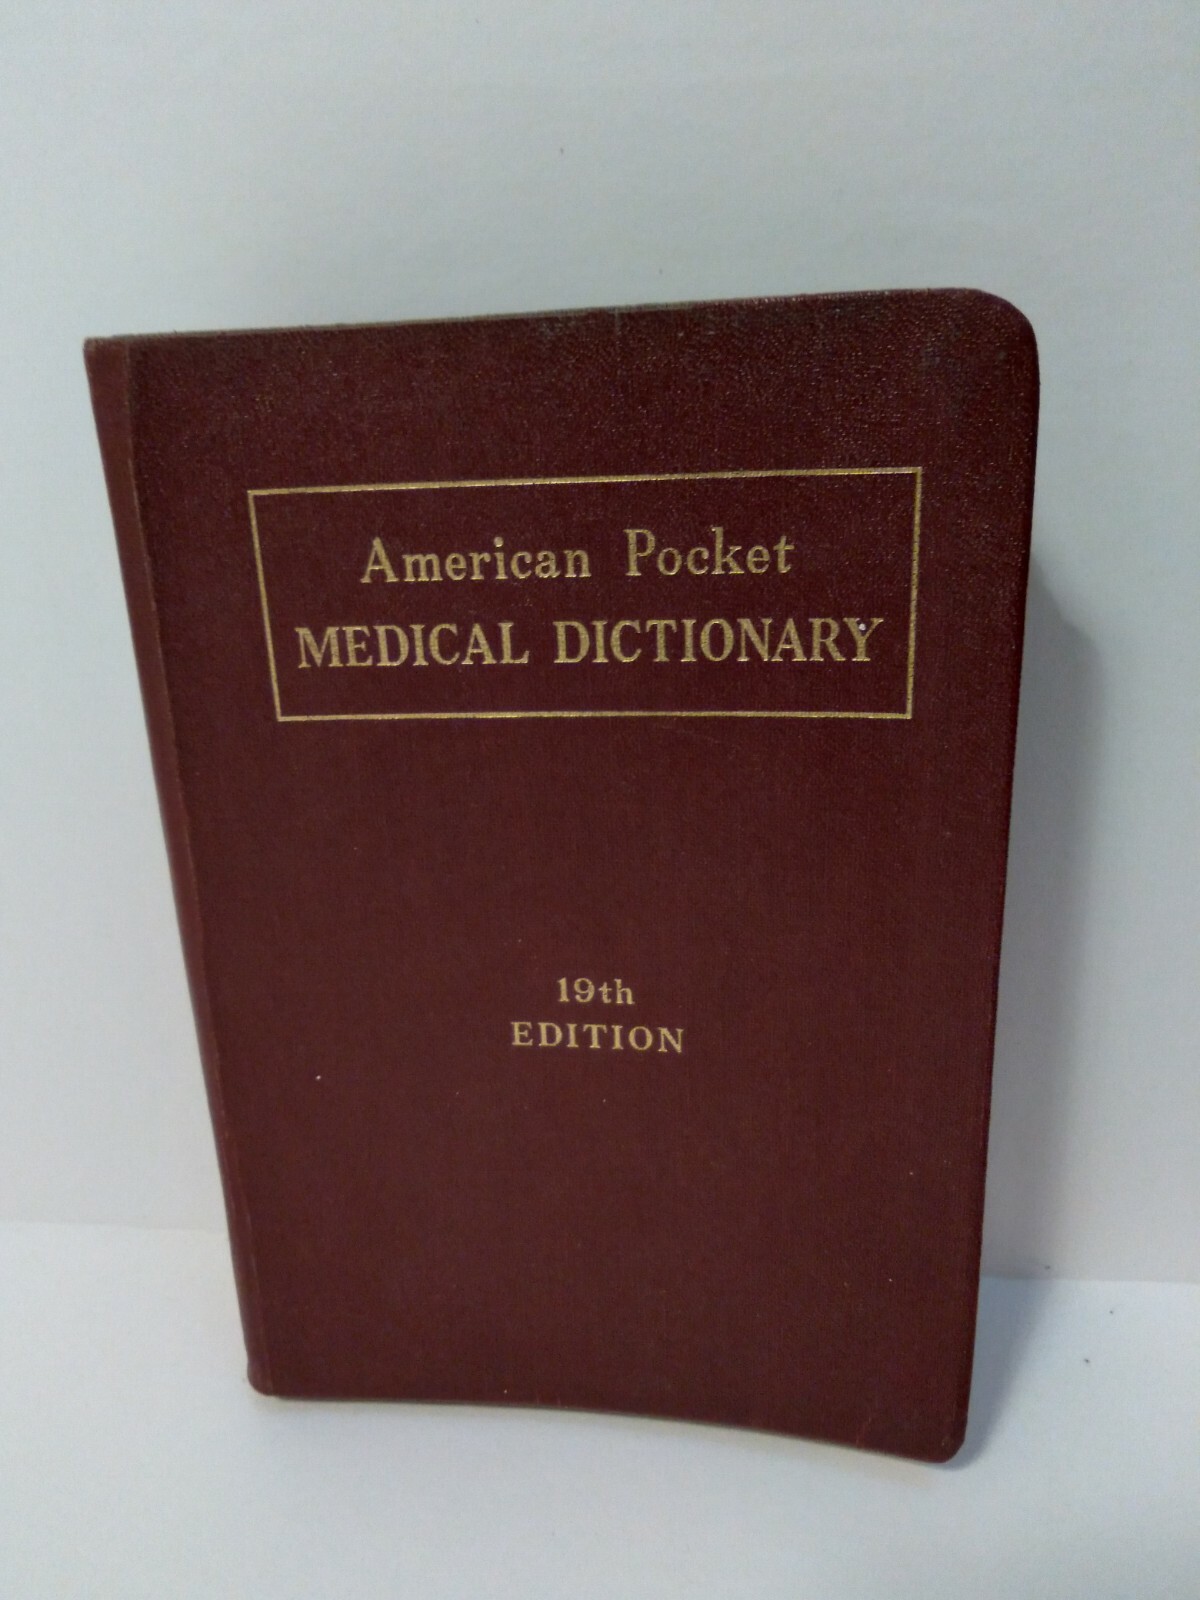 American Pocket
MEDICAL DICTIONARY
19th
EDITION